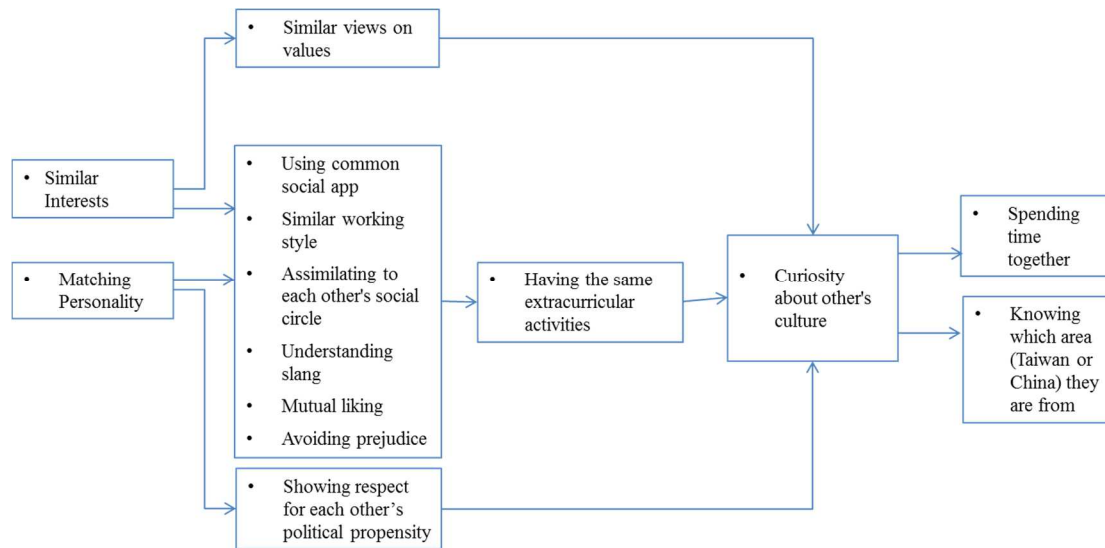 • Similar views on
values
• Similar
Interests
• Matching
Personality
• Using common
social app
• Similar working
style
• Assimilating to
each other's social
circle
• Understanding
slang
• Mutual liking
• Avoiding prejudice
• Showing respect
for each other’s
political propensity
• Having the same
extracurricular
activities
• Curiosity
about other's
culture
• Spending
time
together
• Knowing
which area
(Taiwan or
China) they
are from